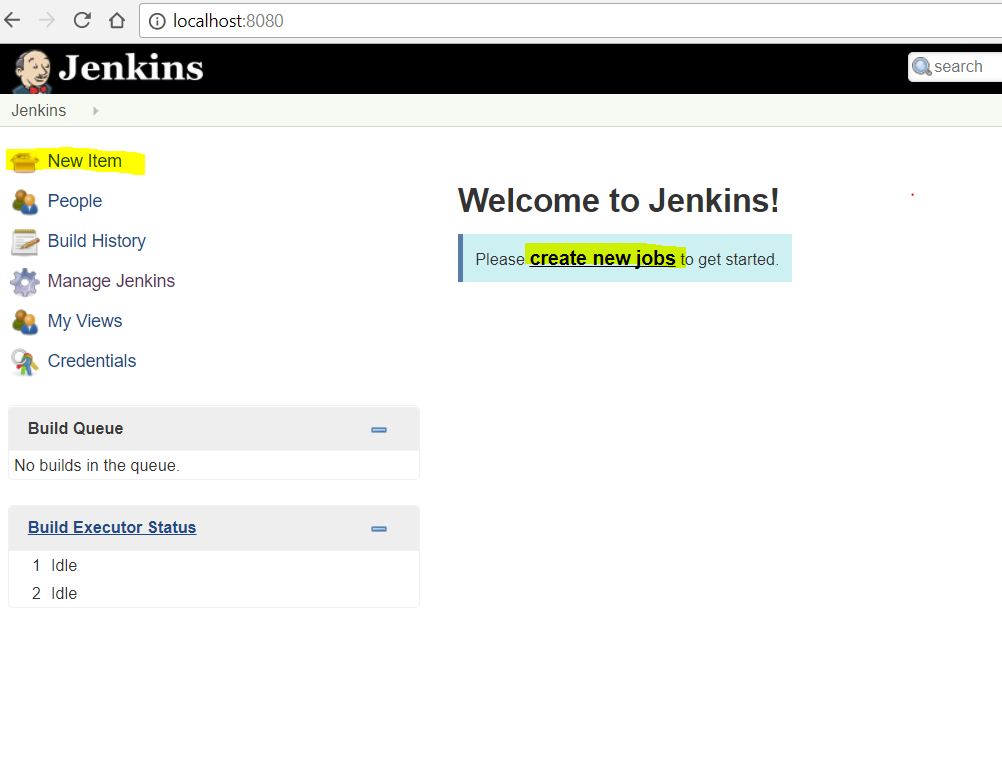 localhost:8080
Jenkins
search
Jenkins
New Item
People
Build History
Manage Jenkins
My Views
Credentials
Welcome to Jenkins!
Please create new jobs to get started.
Build Queue
No builds in the queue.
Build Executor Status
1 Idle
2 Idle